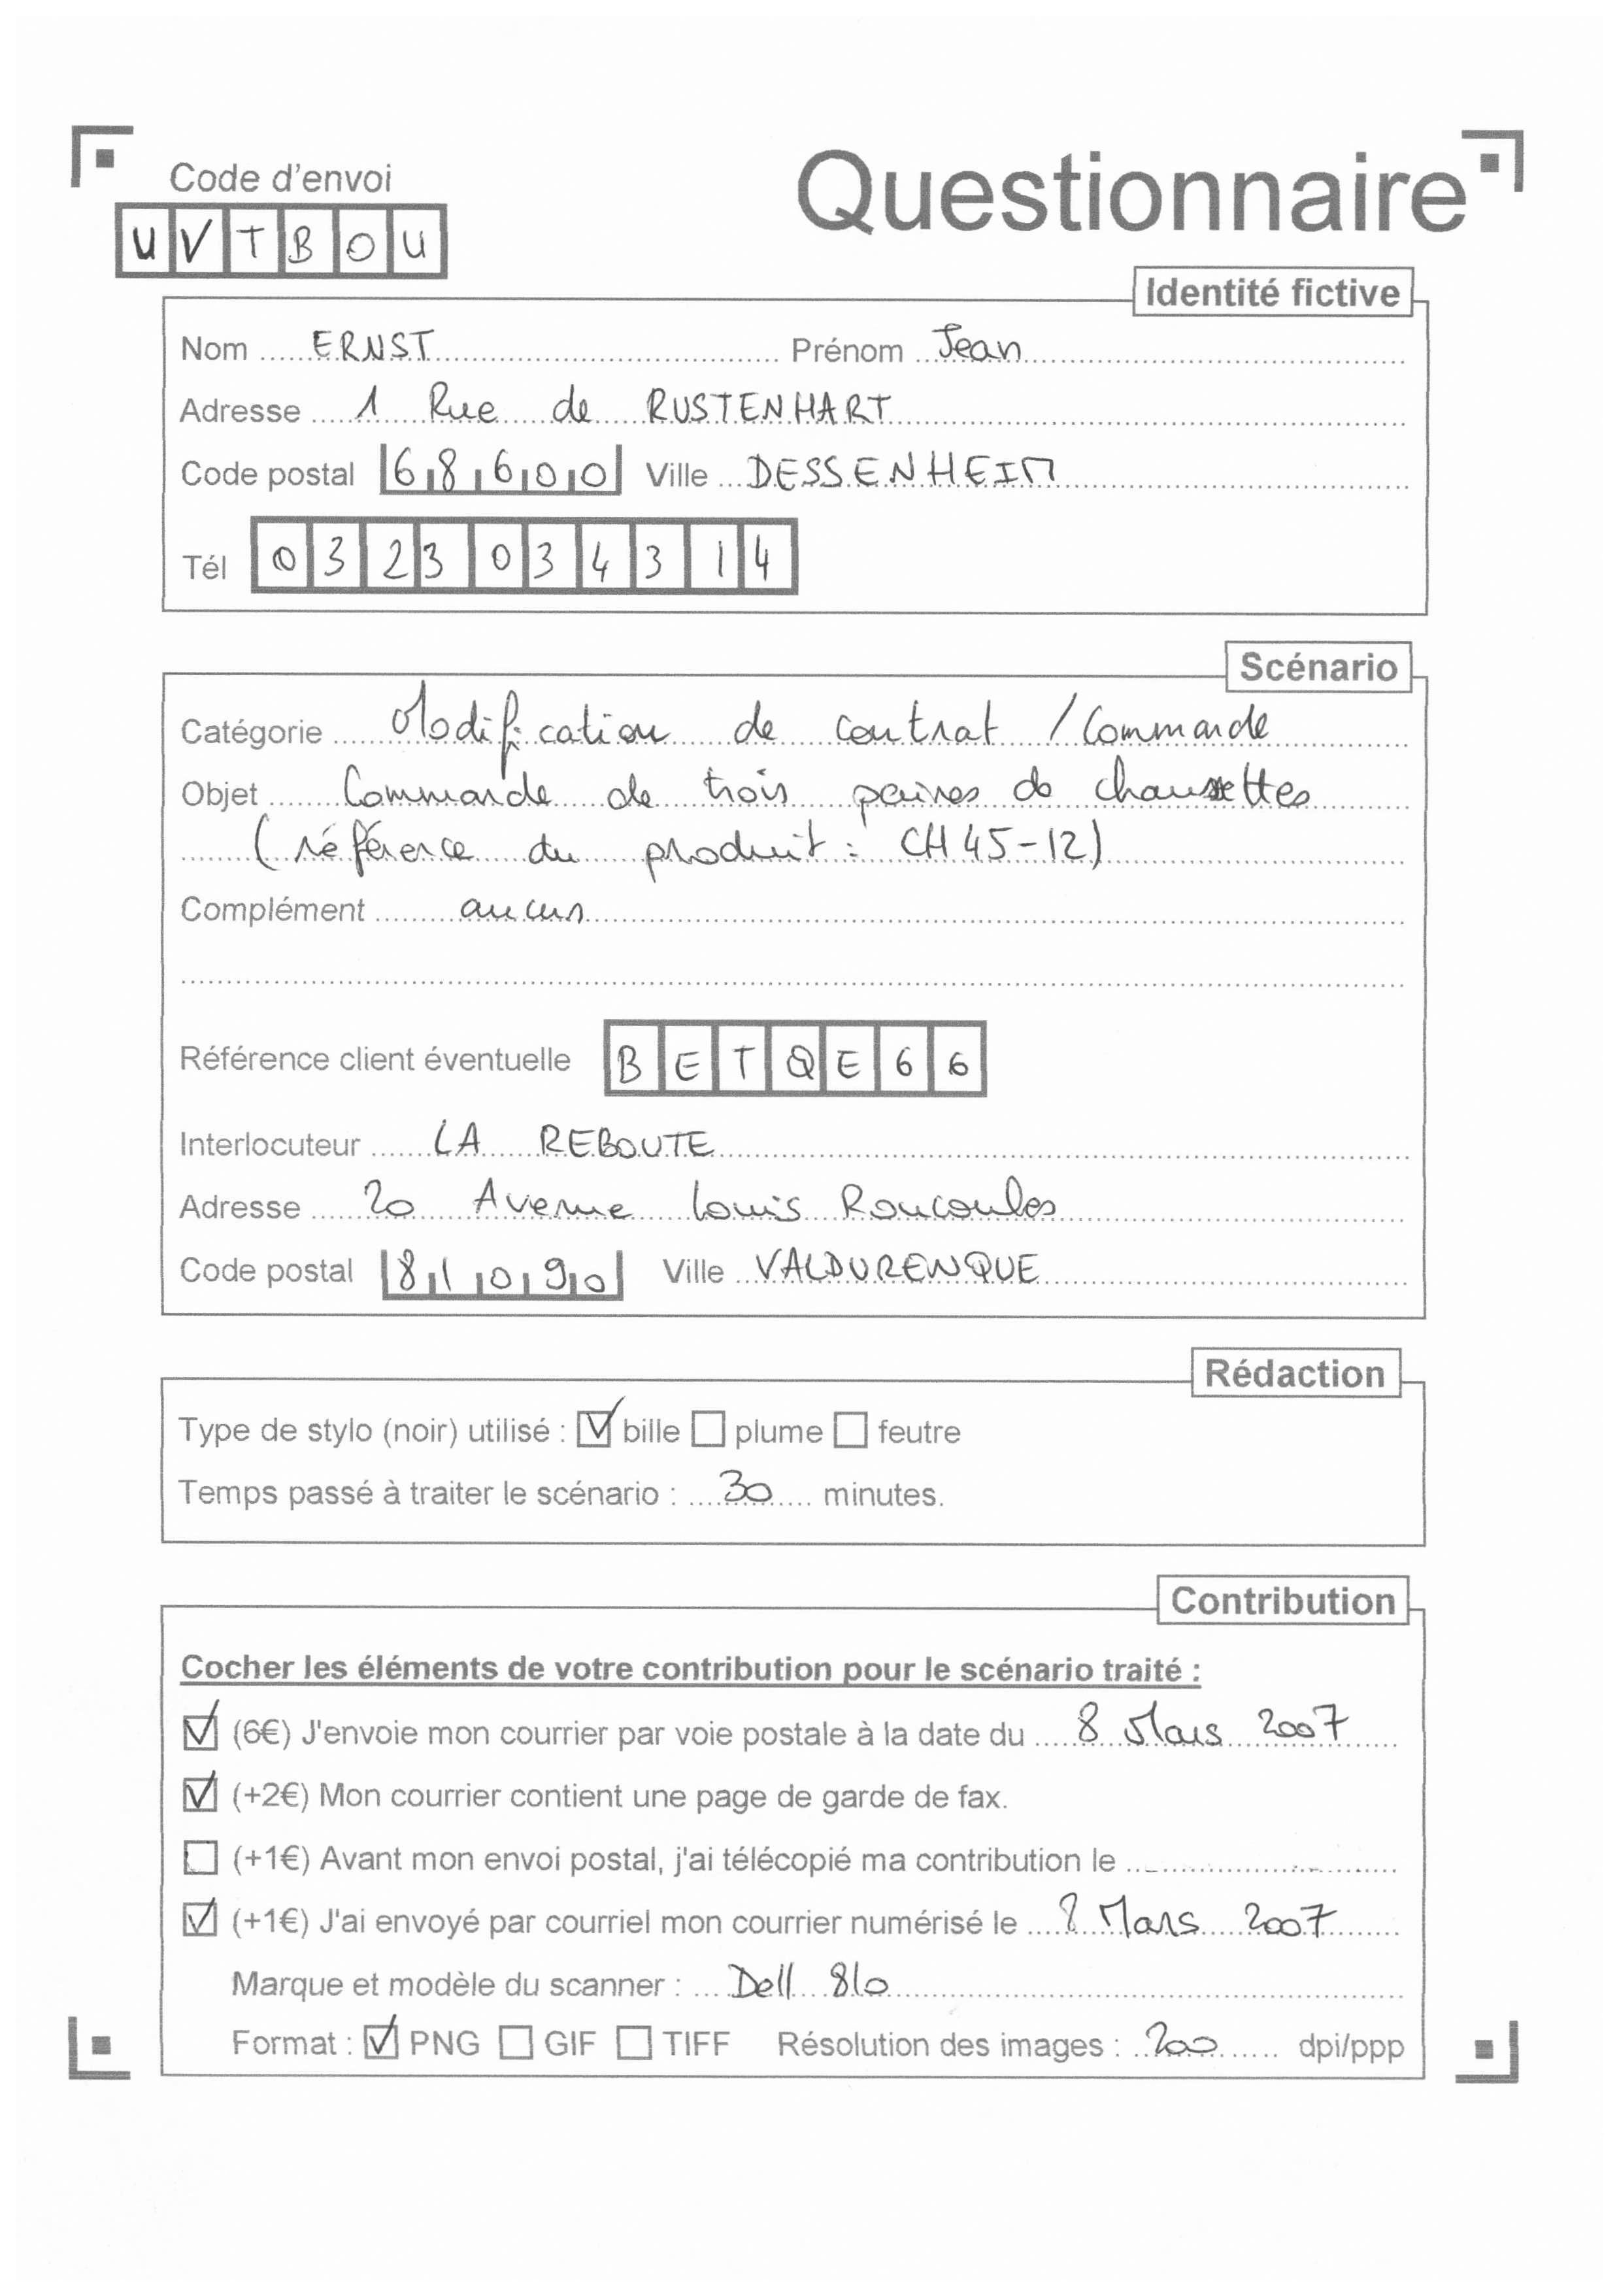 Code d'envoi
Questionnaire
UVTBOU
Identité fictive
Nom ERNST Prénom Jean
Adresse 1 Rue de RUSTENHART
Code postal 68600 Ville DESSENHEIM
Tél 0323034314
Scénario
Catégorie Modification de contrat / Commande
Objet Commande de trois paires de chaussettes
(référence du produit : CH45-12)
Complément aucun
Référence client éventuelle BETQE66
Interlocuteur LA REBOUTE
Adresse 20 Avenue Louis Roucoules
Code postal 81090 Ville VALDURENQUE
Rédaction
Type de stylo (noir) utilisé : ☑ bille ☐ plume ☐ feutre
Temps passé à traiter le scénario : 30 minutes.
Contribution
Cocher les éléments de votre contribution pour le scénario traité :
☑ (6€) J'envoie mon courrier par voie postale à la date du 8 Mars 2007
☑ (+2€) Mon courrier contient une page de garde de fax.
☐ (+1€) Avant mon envoi postal, j'ai télécopié ma contribution le
☑ (+1€) J'ai envoyé par courriel mon courrier numérisé le 8 Mars 2007
Marque et modèle du scanner : Dell 810
Format : ☑ PNG ☐ GIF ☐ TIFF Résolution des images : 200 dpi/ppp